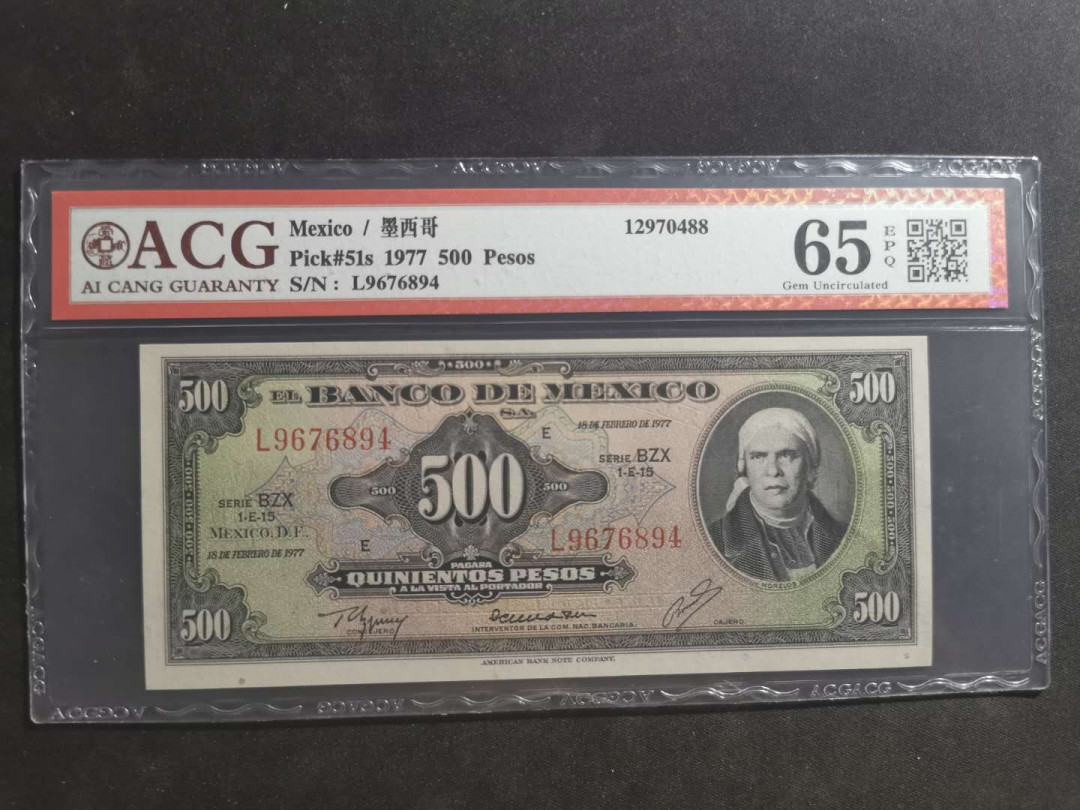 ACG
AI CANG GUARANTY
Mexico / 墨西哥
Pick#51s 1977 500 Pesos
S/N : L9676894
12970488
65
EPQ
Gem Uncirculated
500
500
500
EL BANCO DE MEXICO
S.A.
L9676894
E
18 DE FEBRERO DE 1977
SERIE BZX
1-E-15
500
500
500
SERIE BZX
1-E-15
MEXICO, D.F.,
18 DE FEBRERO DE 1977
E
L9676894
PAGARA
QUINIENTOS PESOS
A LA VISTA AL PORTADOR
MORELOS
500
500
CONSEJERO
INTERVENTOR DE LA COM. NAC. BANCARIA.
CAJERO.
AMERICAN BANK NOTE COMPANY.
ACGACG
ACGACG